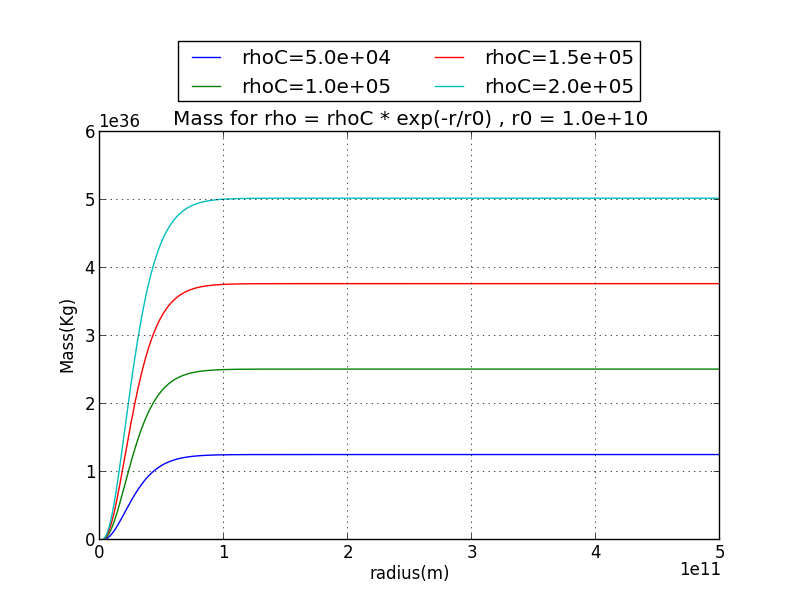 rhoC=5.0e+04 rhoC=1.5e+05
rhoC=1.0e+05 rhoC=2.0e+05
1e36 Mass for rho = rhoC * exp(-r/r0) , r0 = 1.0e+10
6
5
4
3
2
1
0
Mass(Kg)
0 1 2 3 4 5
1e11
radius(m)